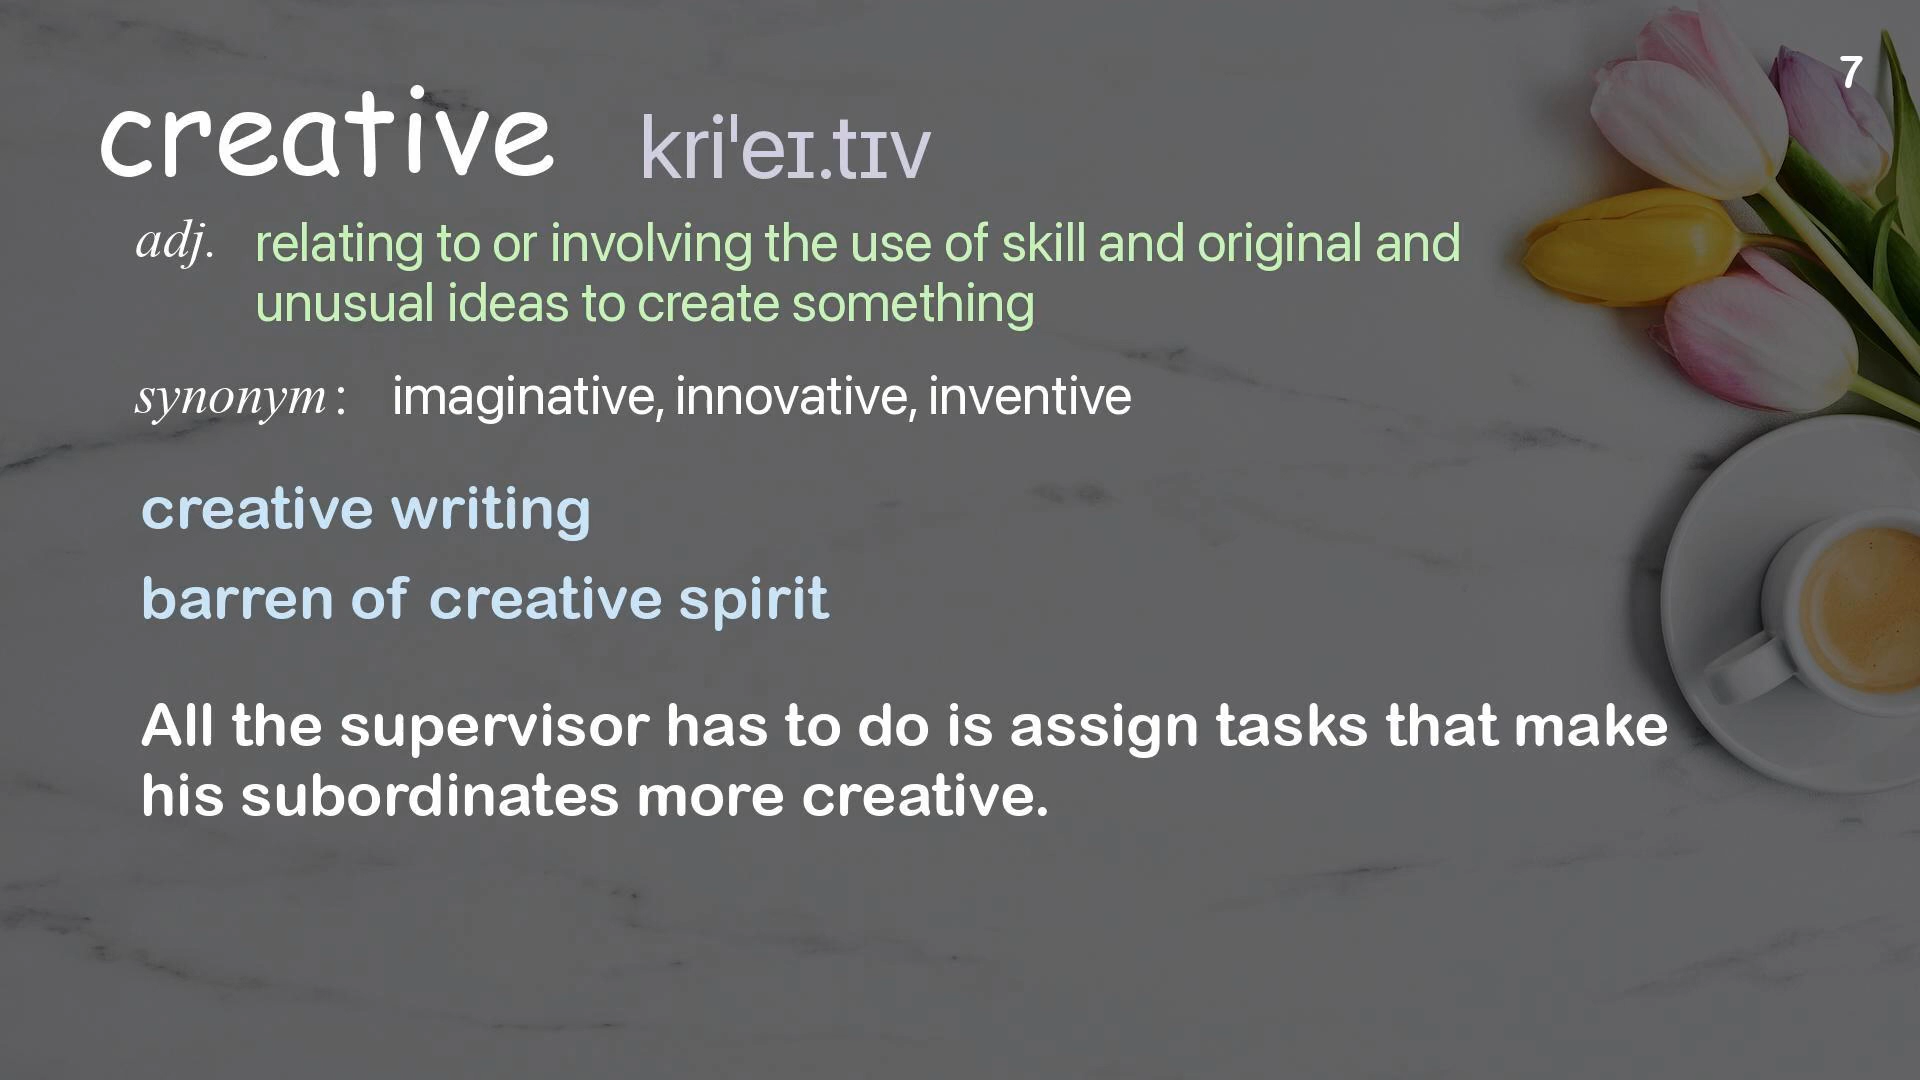 7
creative kriˈeɪ.tɪv
adj. relating to or involving the use of skill and original and
unusual ideas to create something
synonym : imaginative, innovative, inventive
creative writing
barren of creative spirit
All the supervisor has to do is assign tasks that make
his subordinates more creative.